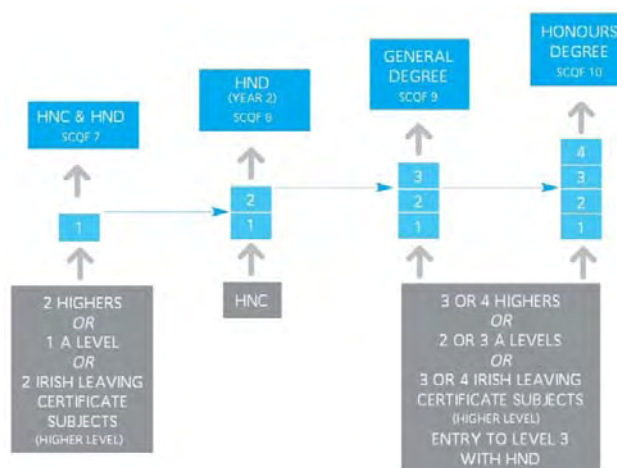 HNC & HND
SCQF 7
1
2 HIGHERS
OR
1 A LEVEL
OR
2 IRISH LEAVING
CERTIFICATE
SUBJECTS
(HIGHER LEVEL)
HND
(YEAR 2)
SCQF 8
2
1
HNC
GENERAL
DEGREE
SCQF 9
3
2
1
HONOURS
DEGREE
SCQF 10
4
3
2
1
3 OR 4 HIGHERS
OR
2 OR 3 A LEVELS
OR
3 OR 4 IRISH LEAVING
CERTIFICATE SUBJECTS
(HIGHER LEVEL)
ENTRY TO LEVEL 3
WITH HND